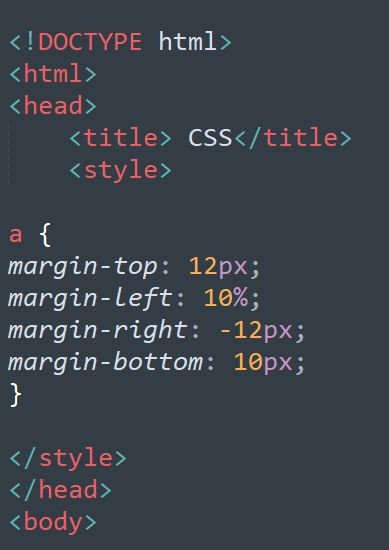 <!DOCTYPE html>
<html>
<head>
<title> CSS</title>
<style>
a {
margin-top: 12px;
margin-left: 10%;
margin-right: -12px;
margin-bottom: 10px;
}
</style>
</head>
<body>